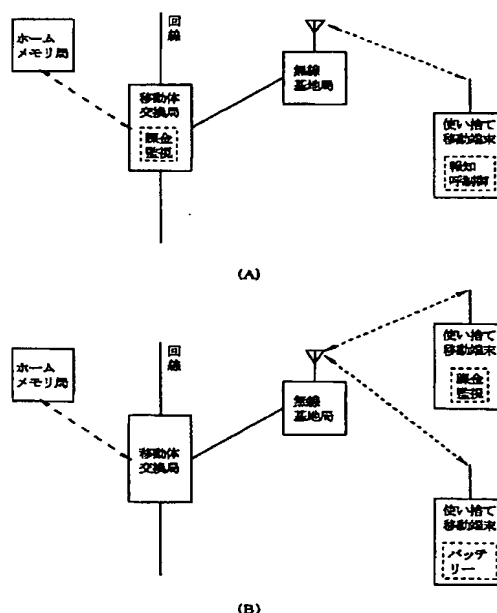 ホーム
メモリ局
回
線
移動体
交換局
課金
監視
無線
基地局
使い捨て
移動端末
報知
呼制御
(A)
ホーム
メモリ局
回
線
移動体
交換局
無線
基地局
使い捨て
移動端末
課金
監視
使い捨て
移動端末
バッテ
リー
(B)